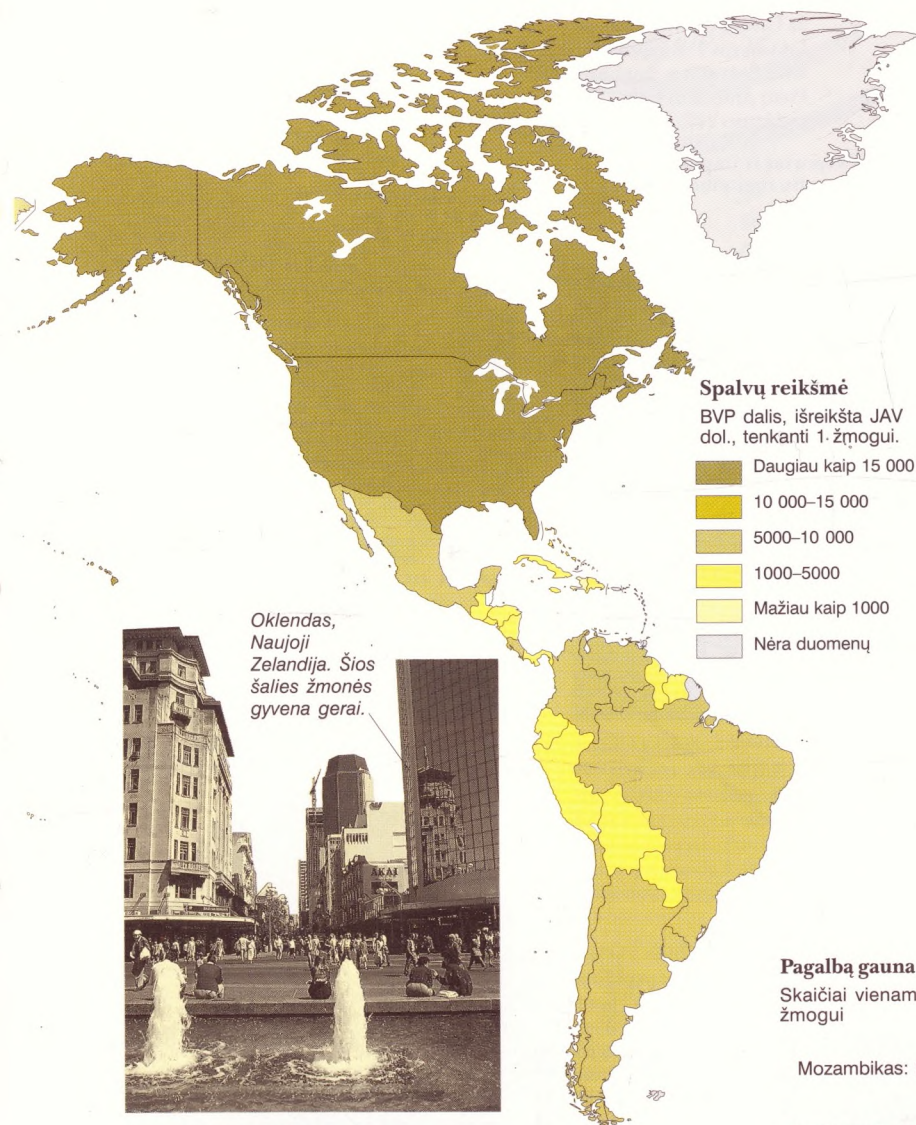 Spalvų reikšmė
BVP dalis, išreikšta JAV
dol., tenkanti 1 žmogui.
Daugiau kaip 15 000
10 000–15 000
5000–10 000
1000–5000
Mažiau kaip 1000
Nėra duomenų
Oklendas,
Naujoji
Zelandija. Šios
šalies žmonės
gyvena gerai.
AKAI
Pagalbą gauna
Skaičiai vienam
žmogui
Mozambikas: